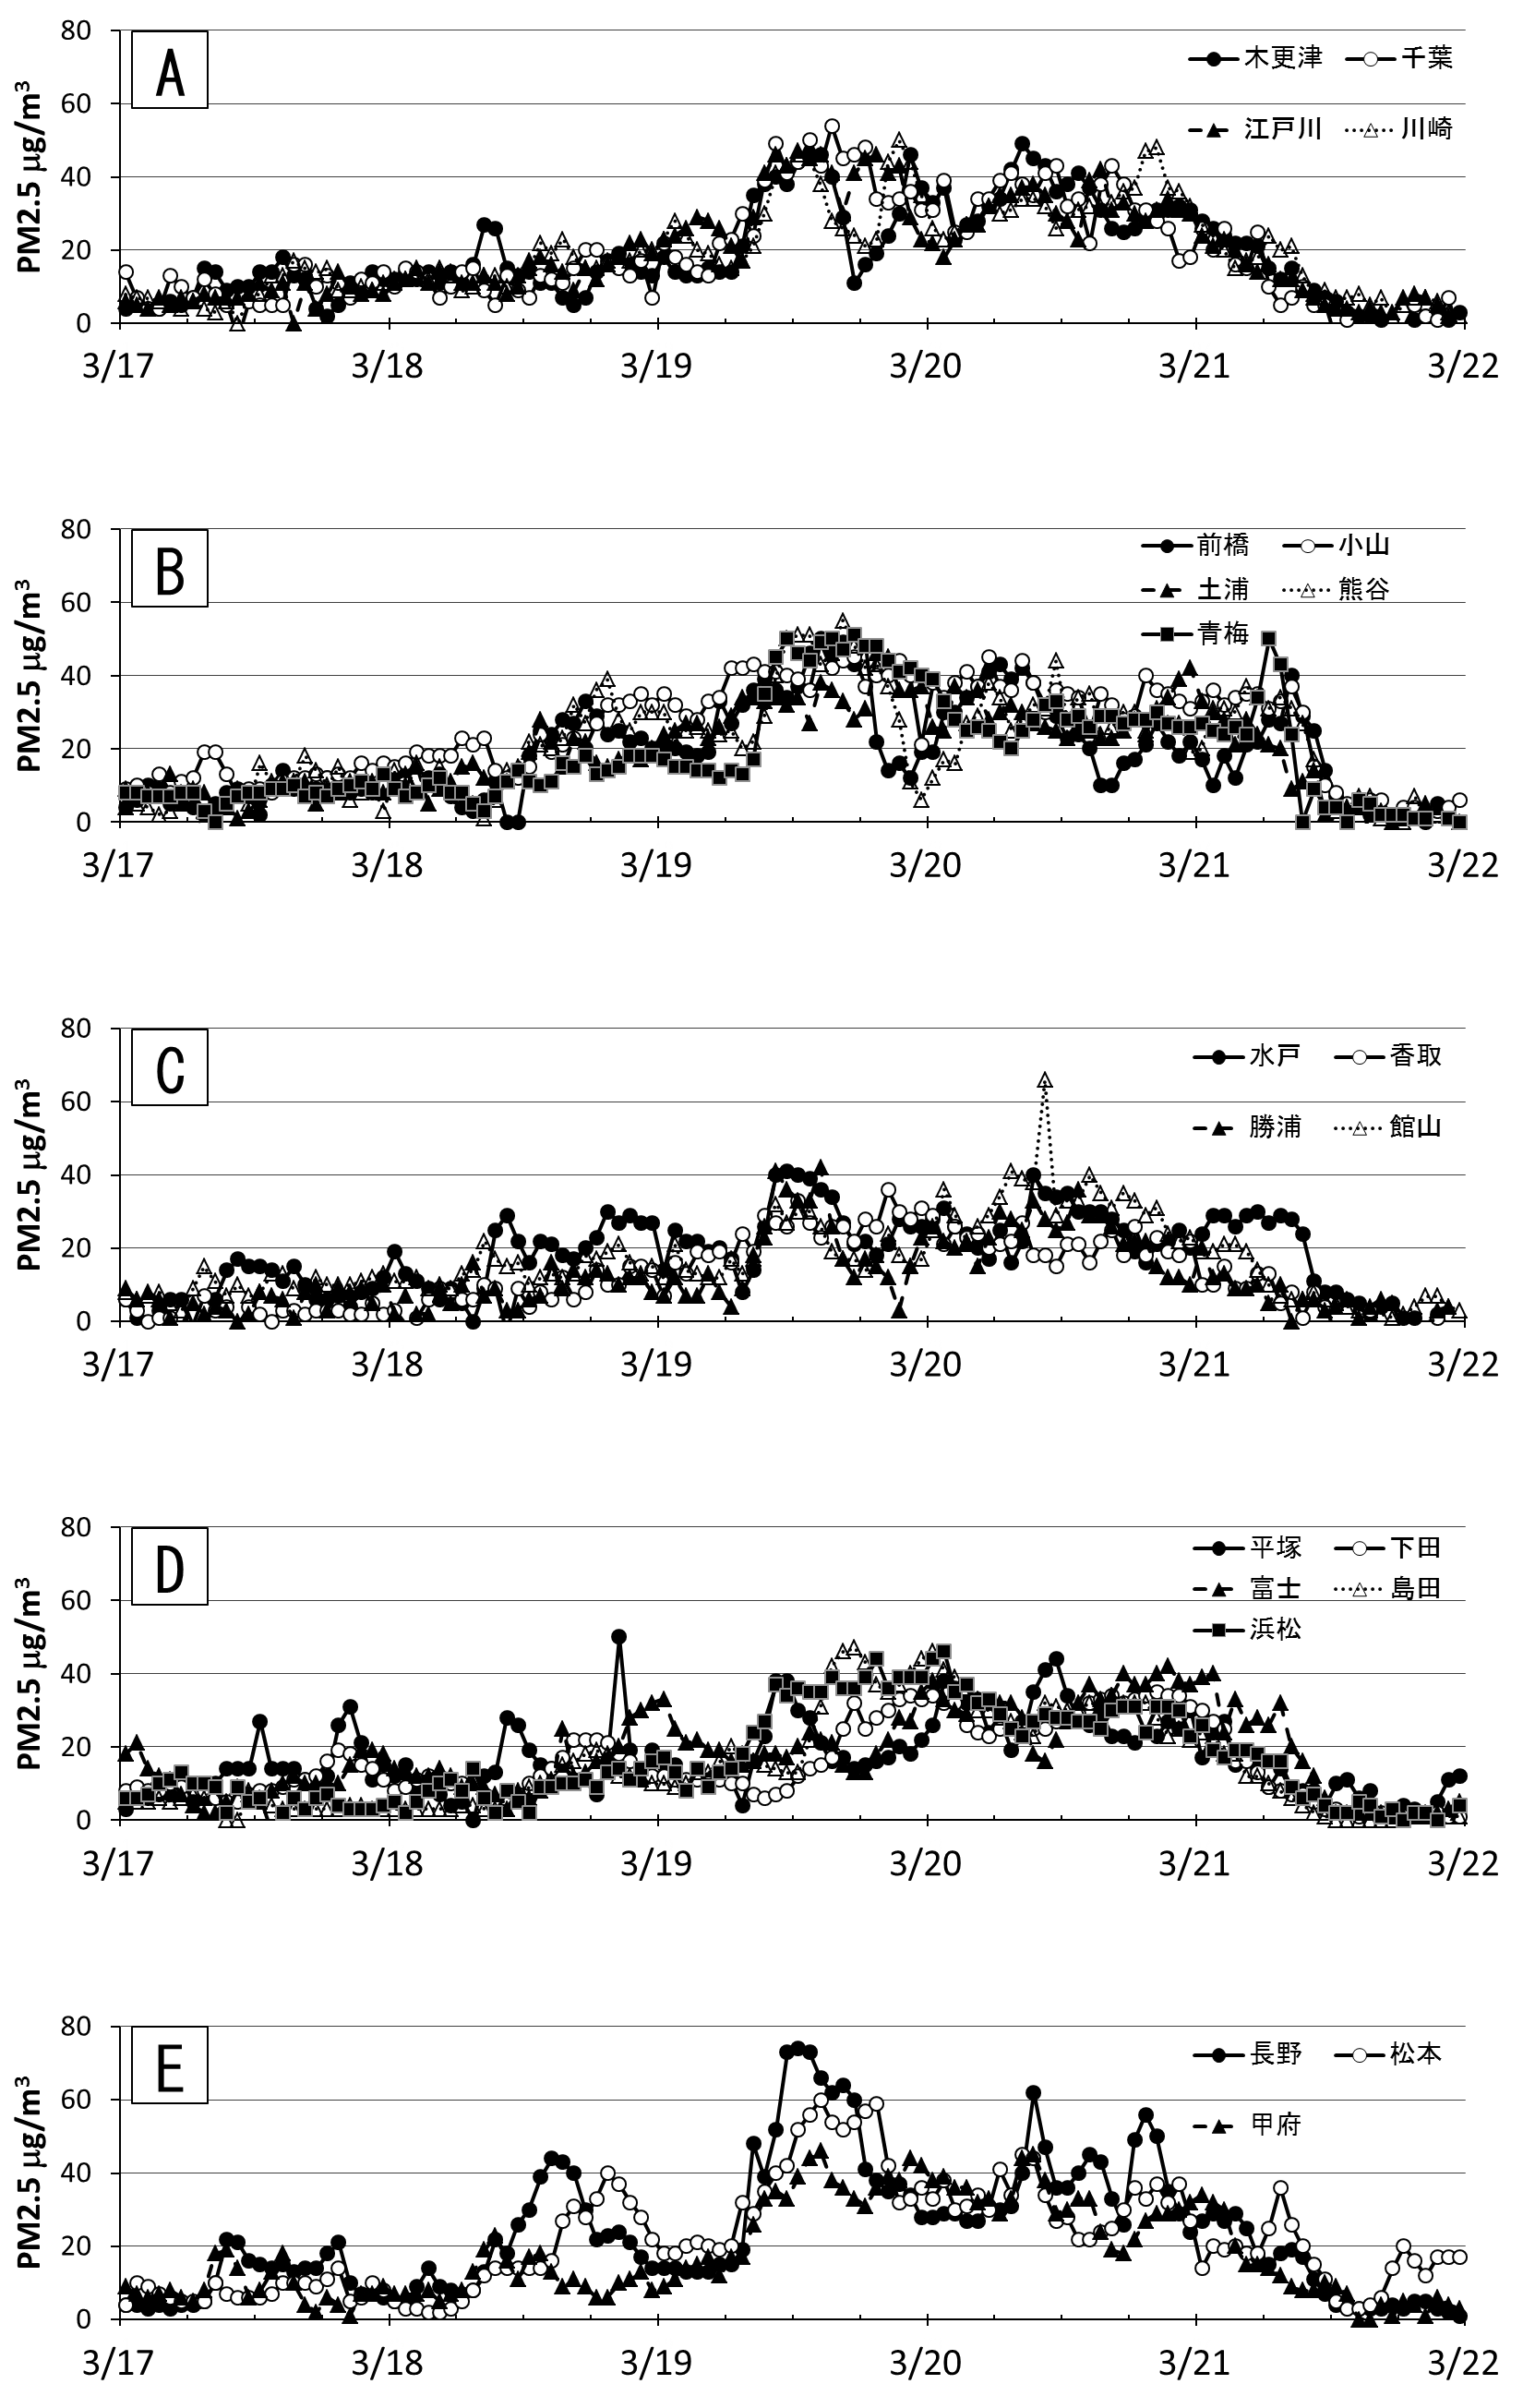 A
PM2.5 μg/m³
80
60
40
20
0
木更津 千葉
江戸川 川崎
3/17 3/18 3/19 3/20 3/21 3/22
B
PM2.5 μg/m³
80
60
40
20
0
前橋 小山
土浦 熊谷
青梅
3/17 3/18 3/19 3/20 3/21 3/22
C
PM2.5 μg/m³
80
60
40
20
0
水戸 香取
勝浦 館山
3/17 3/18 3/19 3/20 3/21 3/22
D
PM2.5 μg/m³
80
60
40
20
0
平塚 下田
富士 島田
浜松
3/17 3/18 3/19 3/20 3/21 3/22
E
PM2.5 μg/m³
80
60
40
20
0
長野 松本
甲府
3/17 3/18 3/19 3/20 3/21 3/22